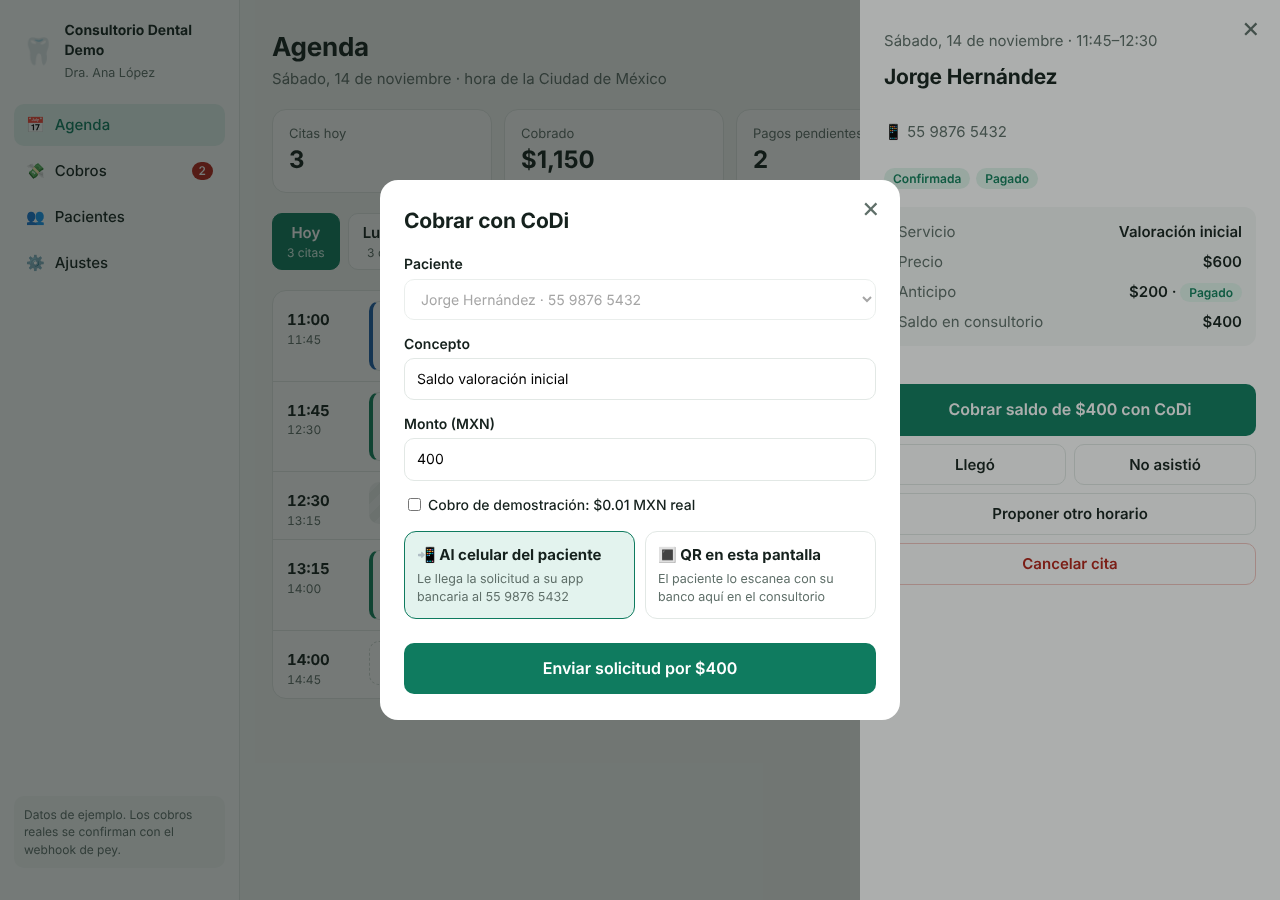 Consultorio Dental
Demo
Dra. Ana López
Agenda
Cobros
2
Pacientes
Ajustes
Datos de ejemplo. Los cobros
reales se confirman con el
webhook de pey.
Agenda
Sábado, 14 de noviembre · hora de la Ciudad de México
Citas hoy
3
Cobrado
$1,150
Pagos pendientes
2
Hoy
3 citas
11:00
11:45
11:45
12:30
12:30
13:15
13:15
14:00
14:00
14:45
Cobrar con CoDi
✕
Paciente
Jorge Hernández · 55 9876 5432
Concepto
Saldo valoración inicial
Monto (MXN)
400
Cobro de demostración: $0.01 MXN real
Al celular del paciente
Le llega la solicitud a su app
bancaria al 55 9876 5432
QR en esta pantalla
El paciente lo escanea con su
banco aquí en el consultorio
Enviar solicitud por $400
✕
Sábado, 14 de noviembre · 11:45–12:30
Jorge Hernández
55 9876 5432
Confirmada
Pagado
Servicio
Valoración inicial
Precio
$600
Anticipo
$200 · Pagado
Saldo en consultorio
$400
Cobrar saldo de $400 con CoDi
Llegó
No asistió
Proponer otro horario
Cancelar cita